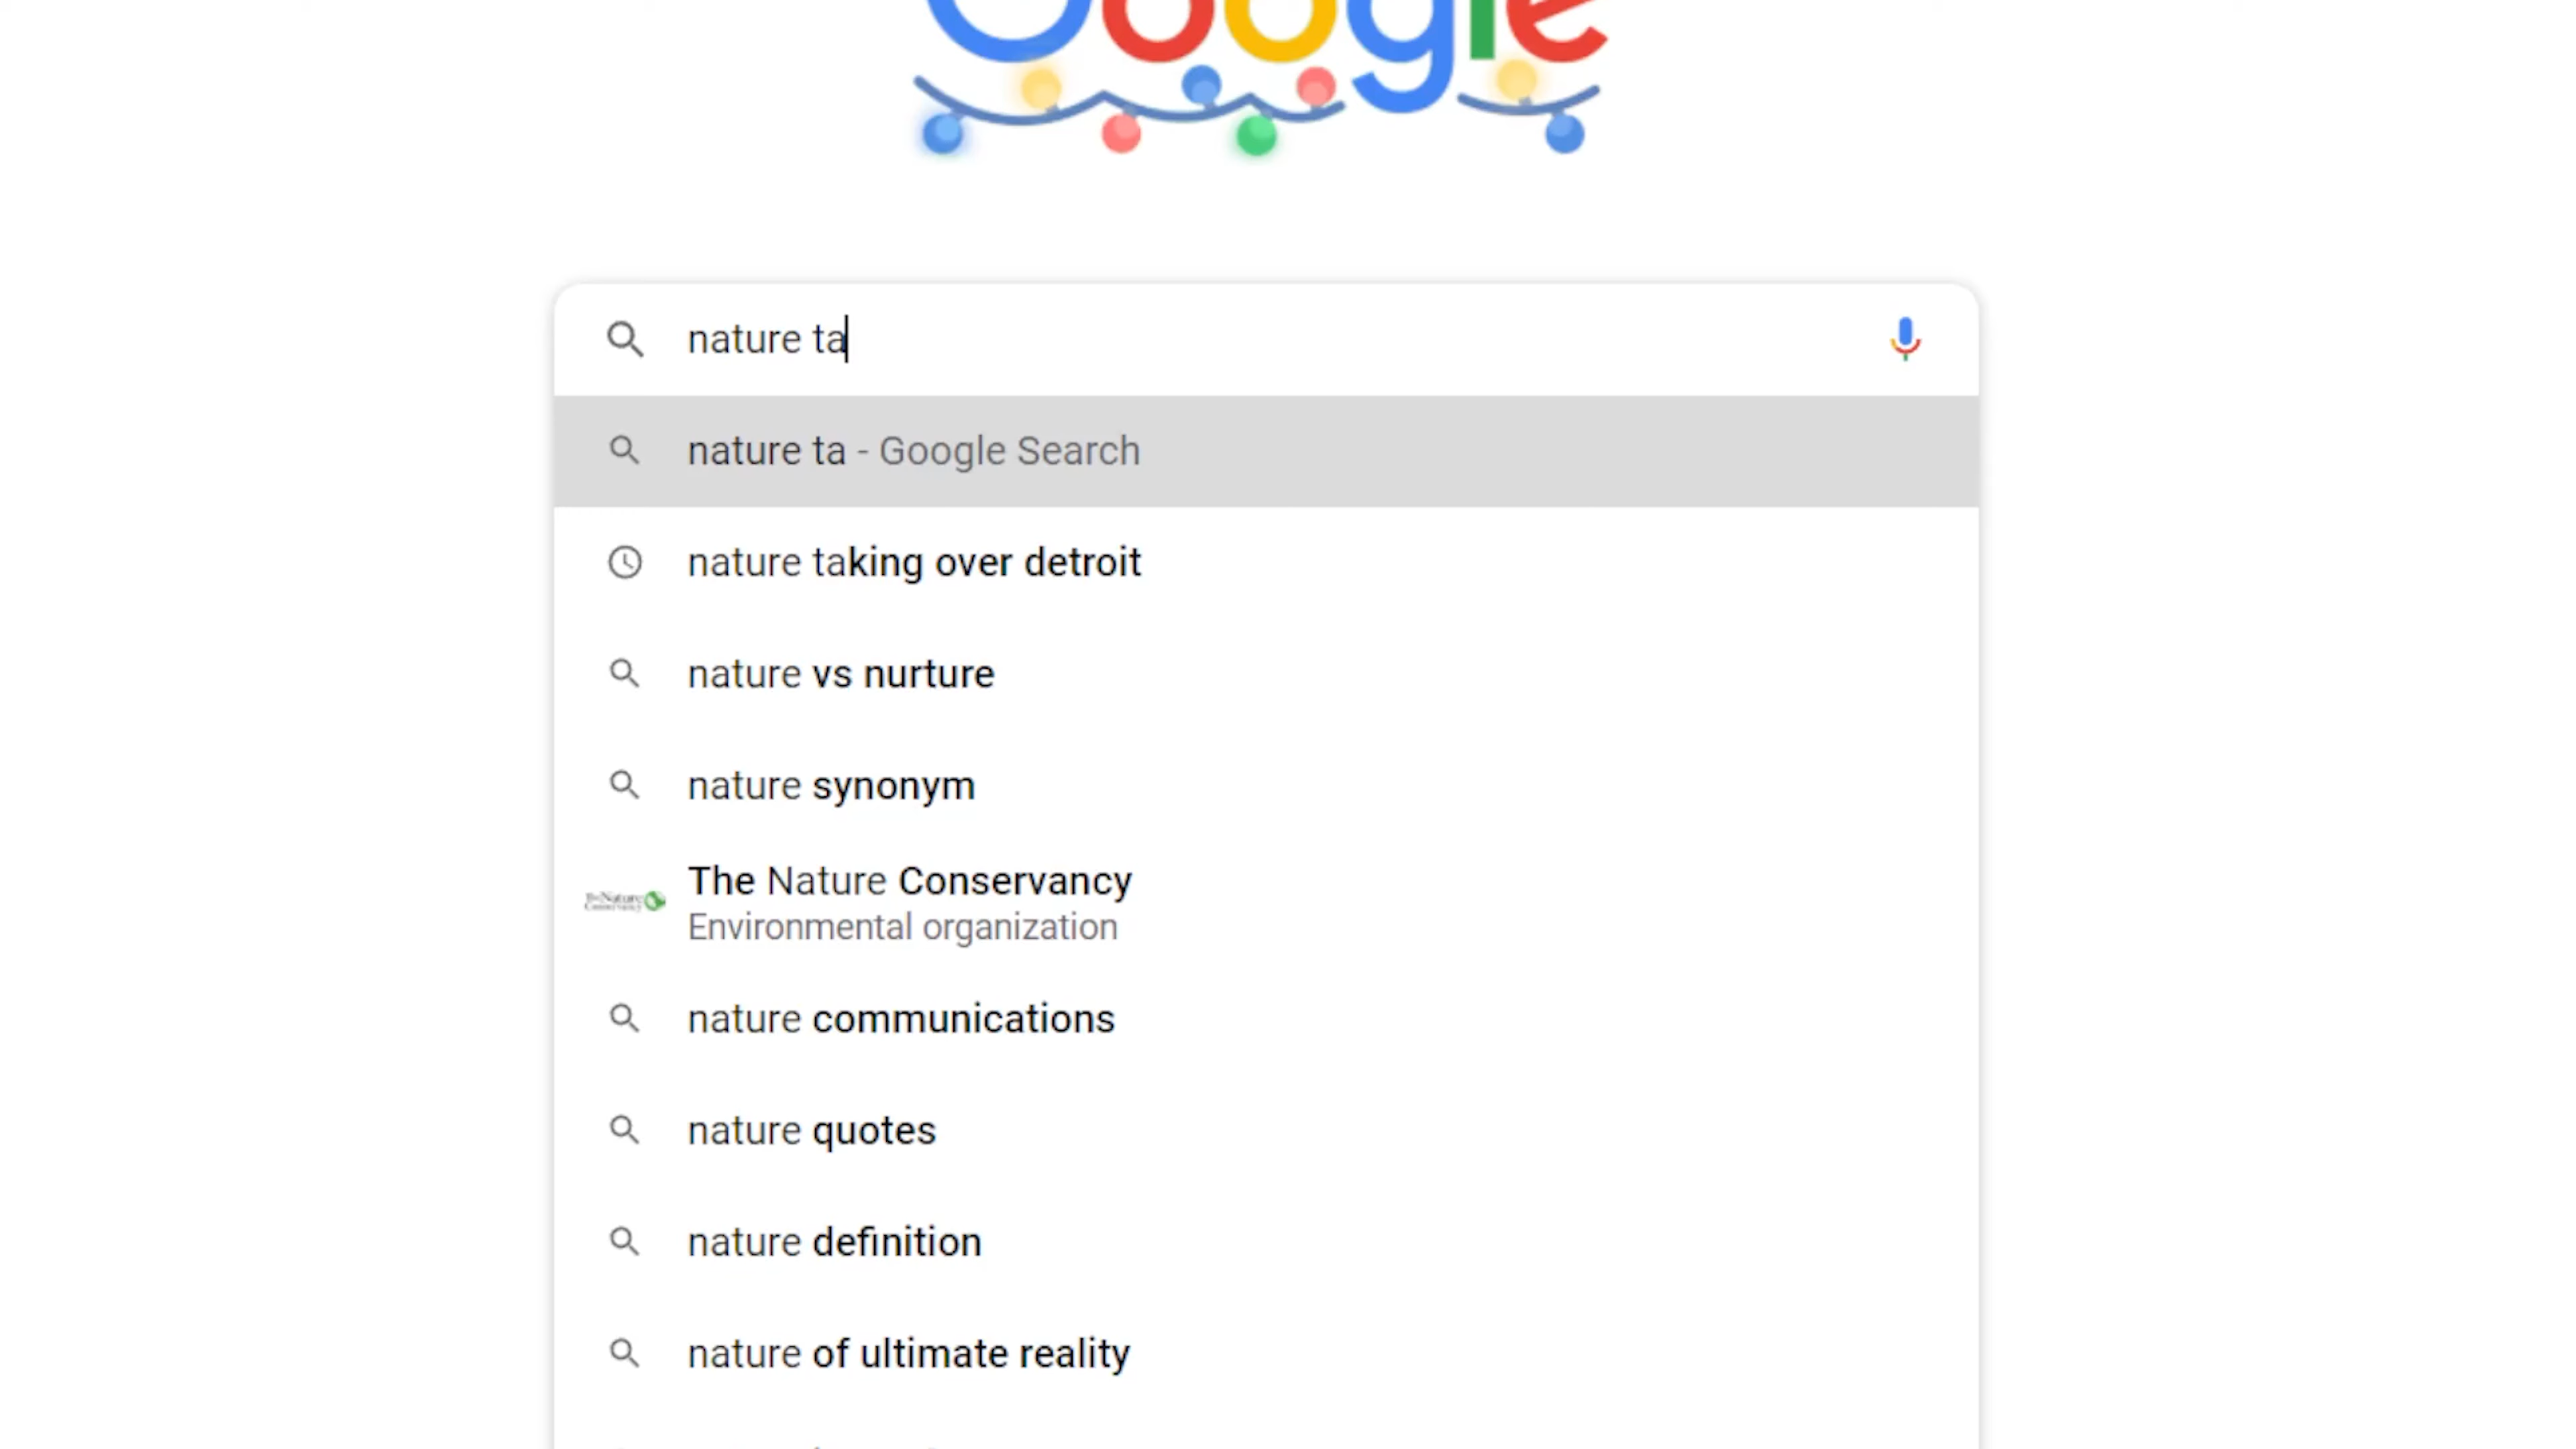 Google
nature ta
nature ta - Google Search
nature taking over detroit
nature vs nurture
nature synonym
The Nature Conservancy
Environmental organization
nature communications
nature quotes
nature definition
nature of ultimate reality